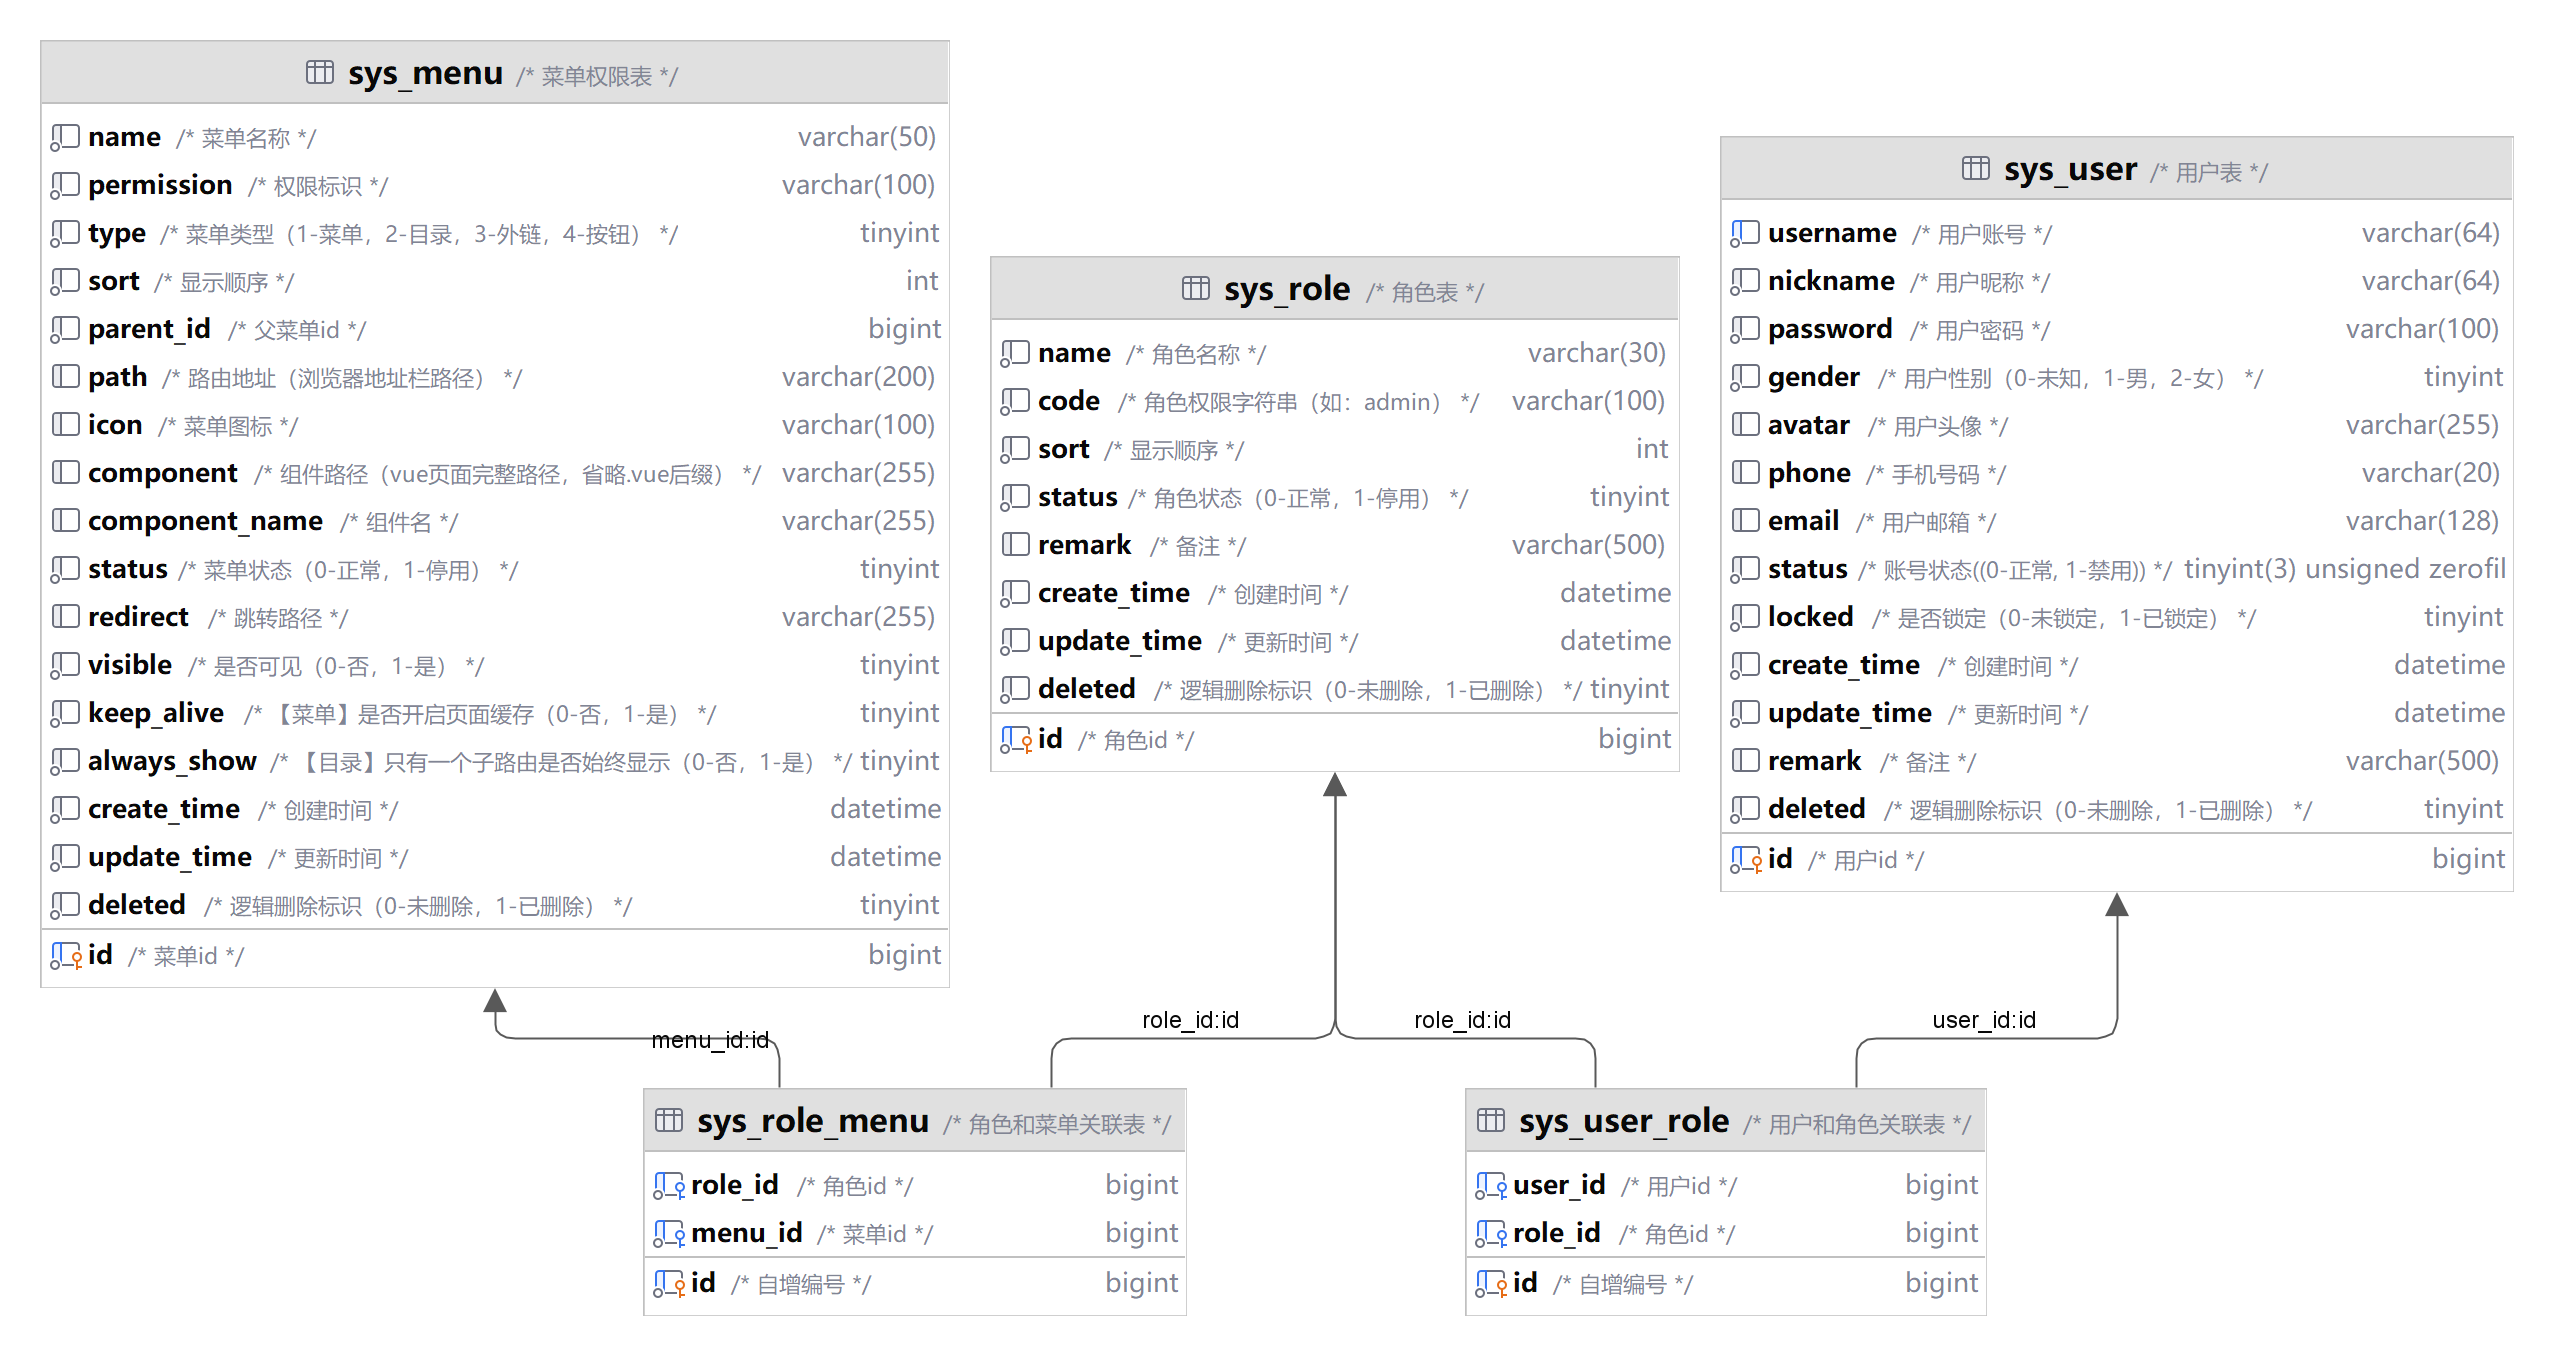 sys_menu /* 菜单权限表 */
name /* 菜单名称 */ varchar(50)
permission /* 权限标识 */ varchar(100)
type /* 菜单类型（1-菜单，2-目录，3-外链，4-按钮） */ tinyint
sort /* 显示顺序 */ int
parent_id /* 父菜单id */ bigint
path /* 路由地址（浏览器地址栏路径） */ varchar(200)
icon /* 菜单图标 */ varchar(100)
component /* 组件路径（vue页面完整路径，省略.vue后缀） */ varchar(255)
component_name /* 组件名 */ varchar(255)
status /* 菜单状态（0-正常，1-停用） */ tinyint
redirect /* 跳转路径 */ varchar(255)
visible /* 是否可见（0-否，1-是） */ tinyint
keep_alive /* 【菜单】是否开启页面缓存（0-否，1-是） */ tinyint
always_show /* 【目录】只有一个子路由是否始终显示（0-否，1-是） */ tinyint
create_time /* 创建时间 */ datetime
update_time /* 更新时间 */ datetime
deleted /* 逻辑删除标识（0-未删除，1-已删除） */ tinyint
id /* 菜单id */ bigint
sys_role /* 角色表 */
name /* 角色名称 */ varchar(30)
code /* 角色权限字符串（如：admin） */ varchar(100)
sort /* 显示顺序 */ int
status /* 角色状态（0-正常，1-停用） */ tinyint
remark /* 备注 */ varchar(500)
create_time /* 创建时间 */ datetime
update_time /* 更新时间 */ datetime
deleted /* 逻辑删除标识（0-未删除，1-已删除） */ tinyint
id /* 角色id */ bigint
sys_user /* 用户表 */
username /* 用户账号 */ varchar(64)
nickname /* 用户昵称 */ varchar(64)
password /* 用户密码 */ varchar(100)
gender /* 用户性别（0-未知，1-男，2-女） */ tinyint
avatar /* 用户头像 */ varchar(255)
phone /* 手机号码 */ varchar(20)
email /* 用户邮箱 */ varchar(128)
status /* 账号状态((0-正常, 1-禁用)) */ tinyint(3) unsigned zerofil
locked /* 是否锁定（0-未锁定，1-已锁定） */ tinyint
create_time /* 创建时间 */ datetime
update_time /* 更新时间 */ datetime
remark /* 备注 */ varchar(500)
deleted /* 逻辑删除标识（0-未删除，1-已删除） */ tinyint
id /* 用户id */ bigint
menu_id:id
role_id:id
role_id:id
user_id:id
sys_role_menu /* 角色和菜单关联表 */
role_id /* 角色id */ bigint
menu_id /* 菜单id */ bigint
id /* 自增编号 */ bigint
sys_user_role /* 用户和角色关联表 */
user_id /* 用户id */ bigint
role_id /* 角色id */ bigint
id /* 自增编号 */ bigint